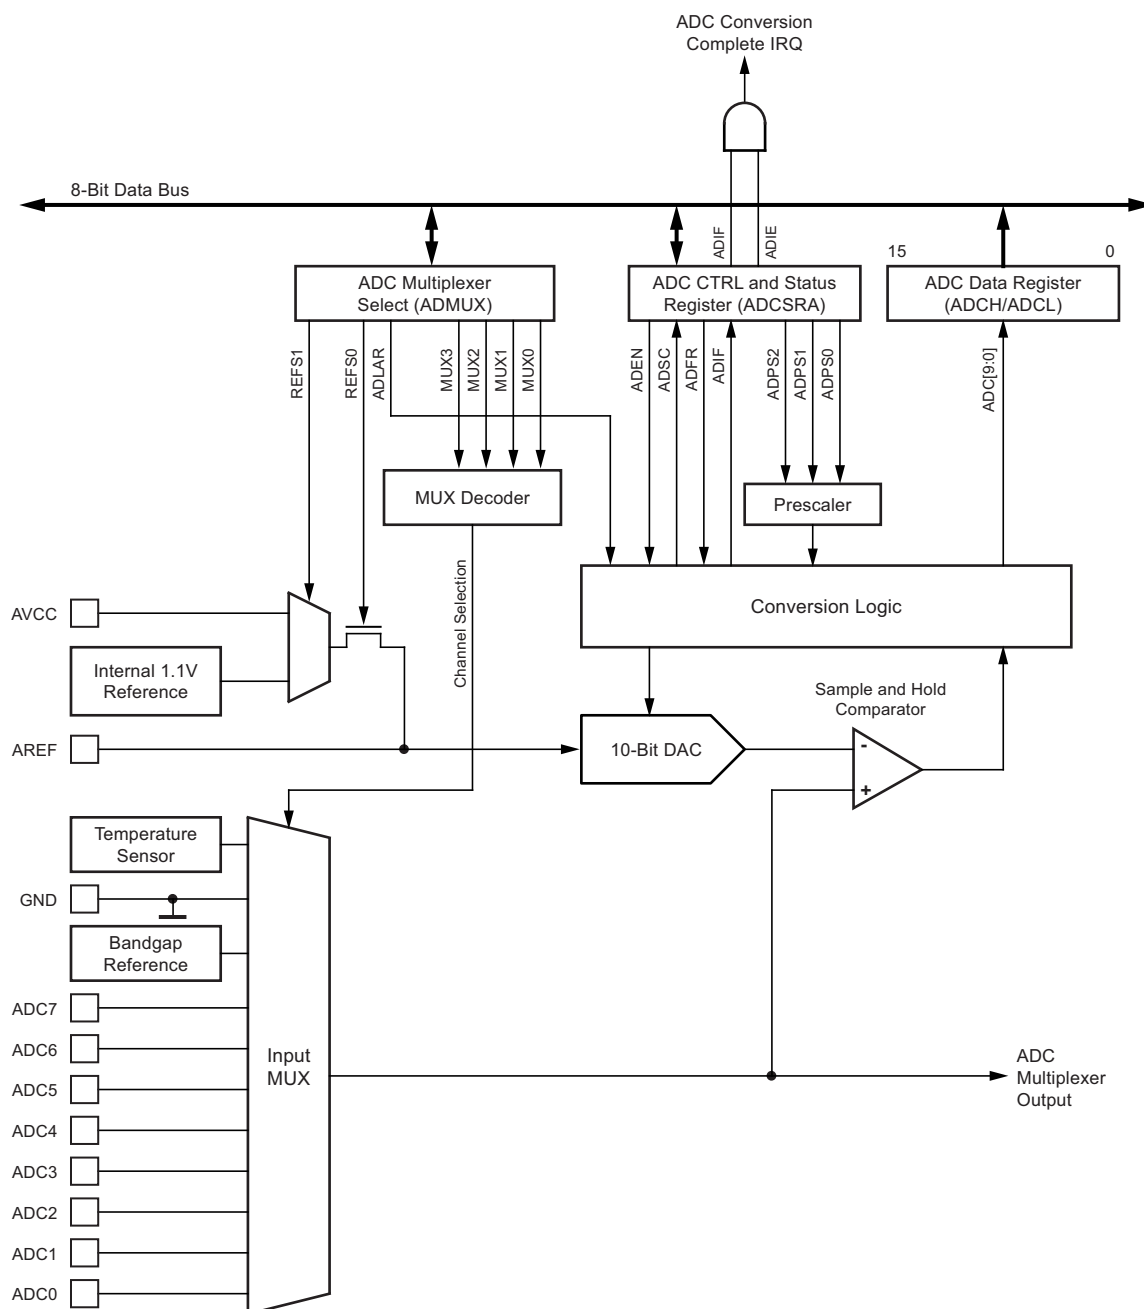 ADC Conversion
Complete IRQ
8-Bit Data Bus
ADIF
ADIE
15
0
ADC Multiplexer
Select (ADMUX)
ADC CTRL and Status
Register (ADCSRA)
ADC Data Register
(ADCH/ADCL)
REFS1
REFS0
ADLAR
MUX3
MUX2
MUX1
MUX0
ADEN
ADSC
ADFR
ADIF
ADPS2
ADPS1
ADPS0
ADC[9:0]
MUX Decoder
Prescaler
Channel Selection
Conversion Logic
AVCC
Internal 1.1V
Reference
Sample and Hold
Comparator
AREF
10-Bit DAC
-
+
Temperature
Sensor
GND
Bandgap
Reference
ADC7
ADC6
ADC5
ADC4
ADC3
ADC2
ADC1
ADC0
Input
MUX
ADC
Multiplexer
Output